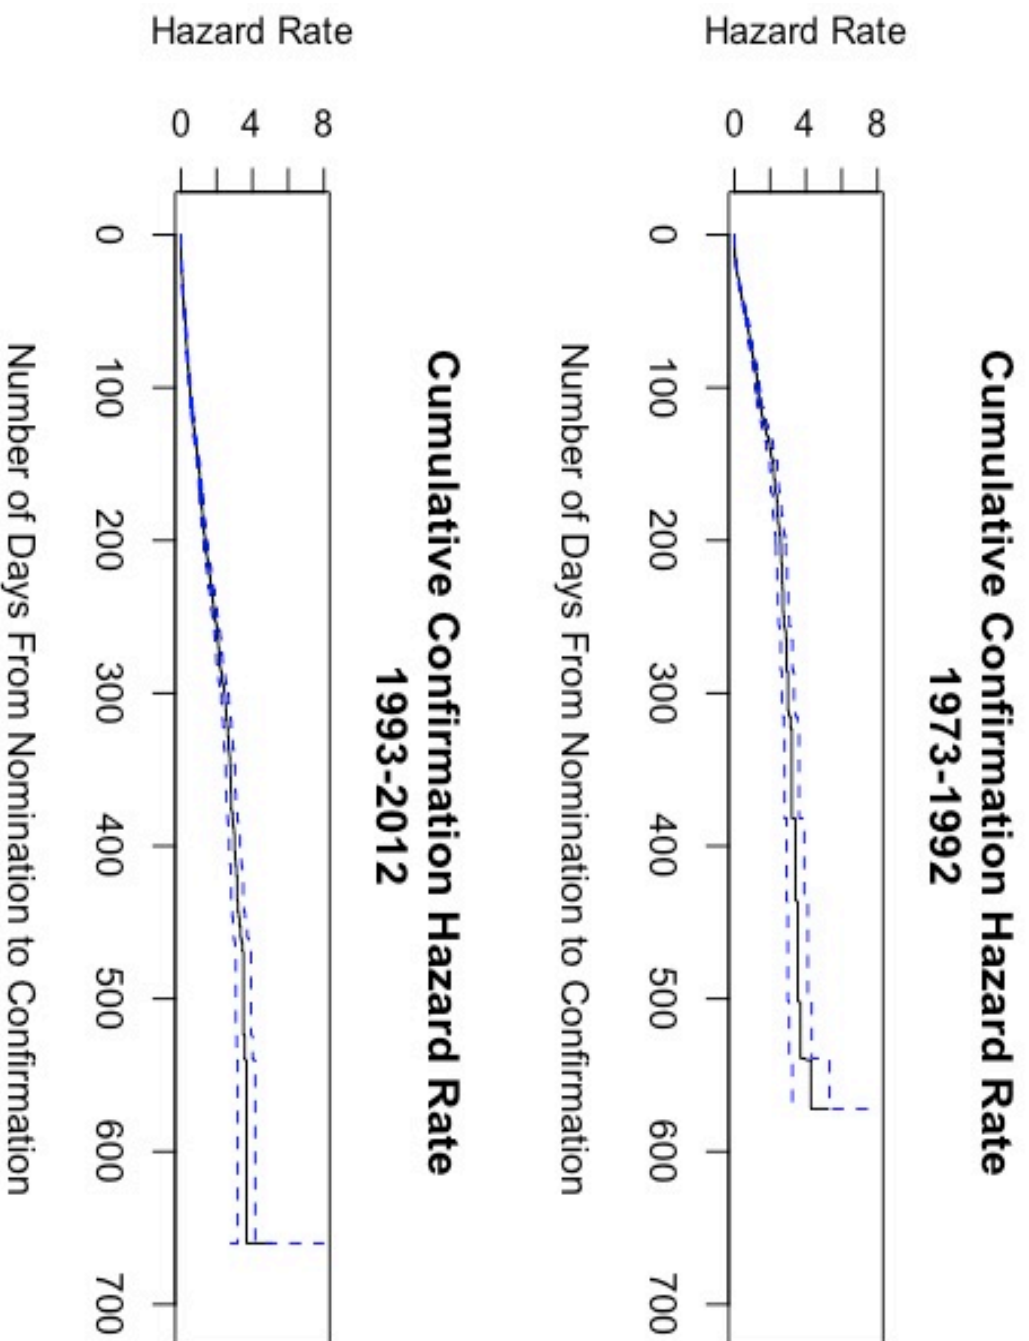 Cumulative Confirmation Hazard Rate
1973-1992
Hazard Rate
0 4 8
0 100 200 300 400 500 600 700
Number of Days From Nomination to Confirmation
Cumulative Confirmation Hazard Rate
1993-2012
Hazard Rate
0 4 8
0 100 200 300 400 500 600 700
Number of Days From Nomination to Confirmation